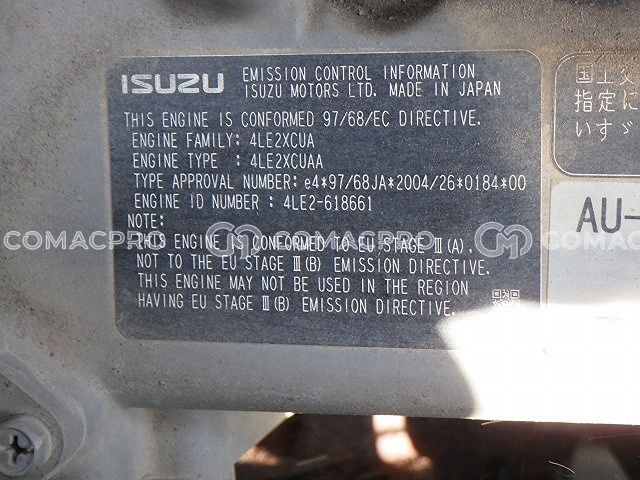 ISUZU EMISSION CONTROL INFORMATION
ISUZU MOTORS LTD. MADE IN JAPAN
THIS ENGINE IS CONFORMED 97/68/EC DIRECTIVE.
ENGINE FAMILY: 4LE2XCUA
ENGINE TYPE : 4LE2XCUAA
TYPE APPROVAL NUMBER: e4*97/68JA*2004/26*0184*00
ENGINE ID NUMBER : 4LE2-618661
NOTE:
THIS ENGINE IS CONFORMED TO EU STAGE Ⅲ(A).
NOT TO THE EU STAGE Ⅲ(B) EMISSION DIRECTIVE.
THIS ENGINE MAY NOT BE USED IN THE REGION
HAVING EU STAGE Ⅲ(B) EMISSION DIRECTIVE.
国土交
指定に
いすゞ
AU-
COMACPRO
COMACPRO
COMACPRO